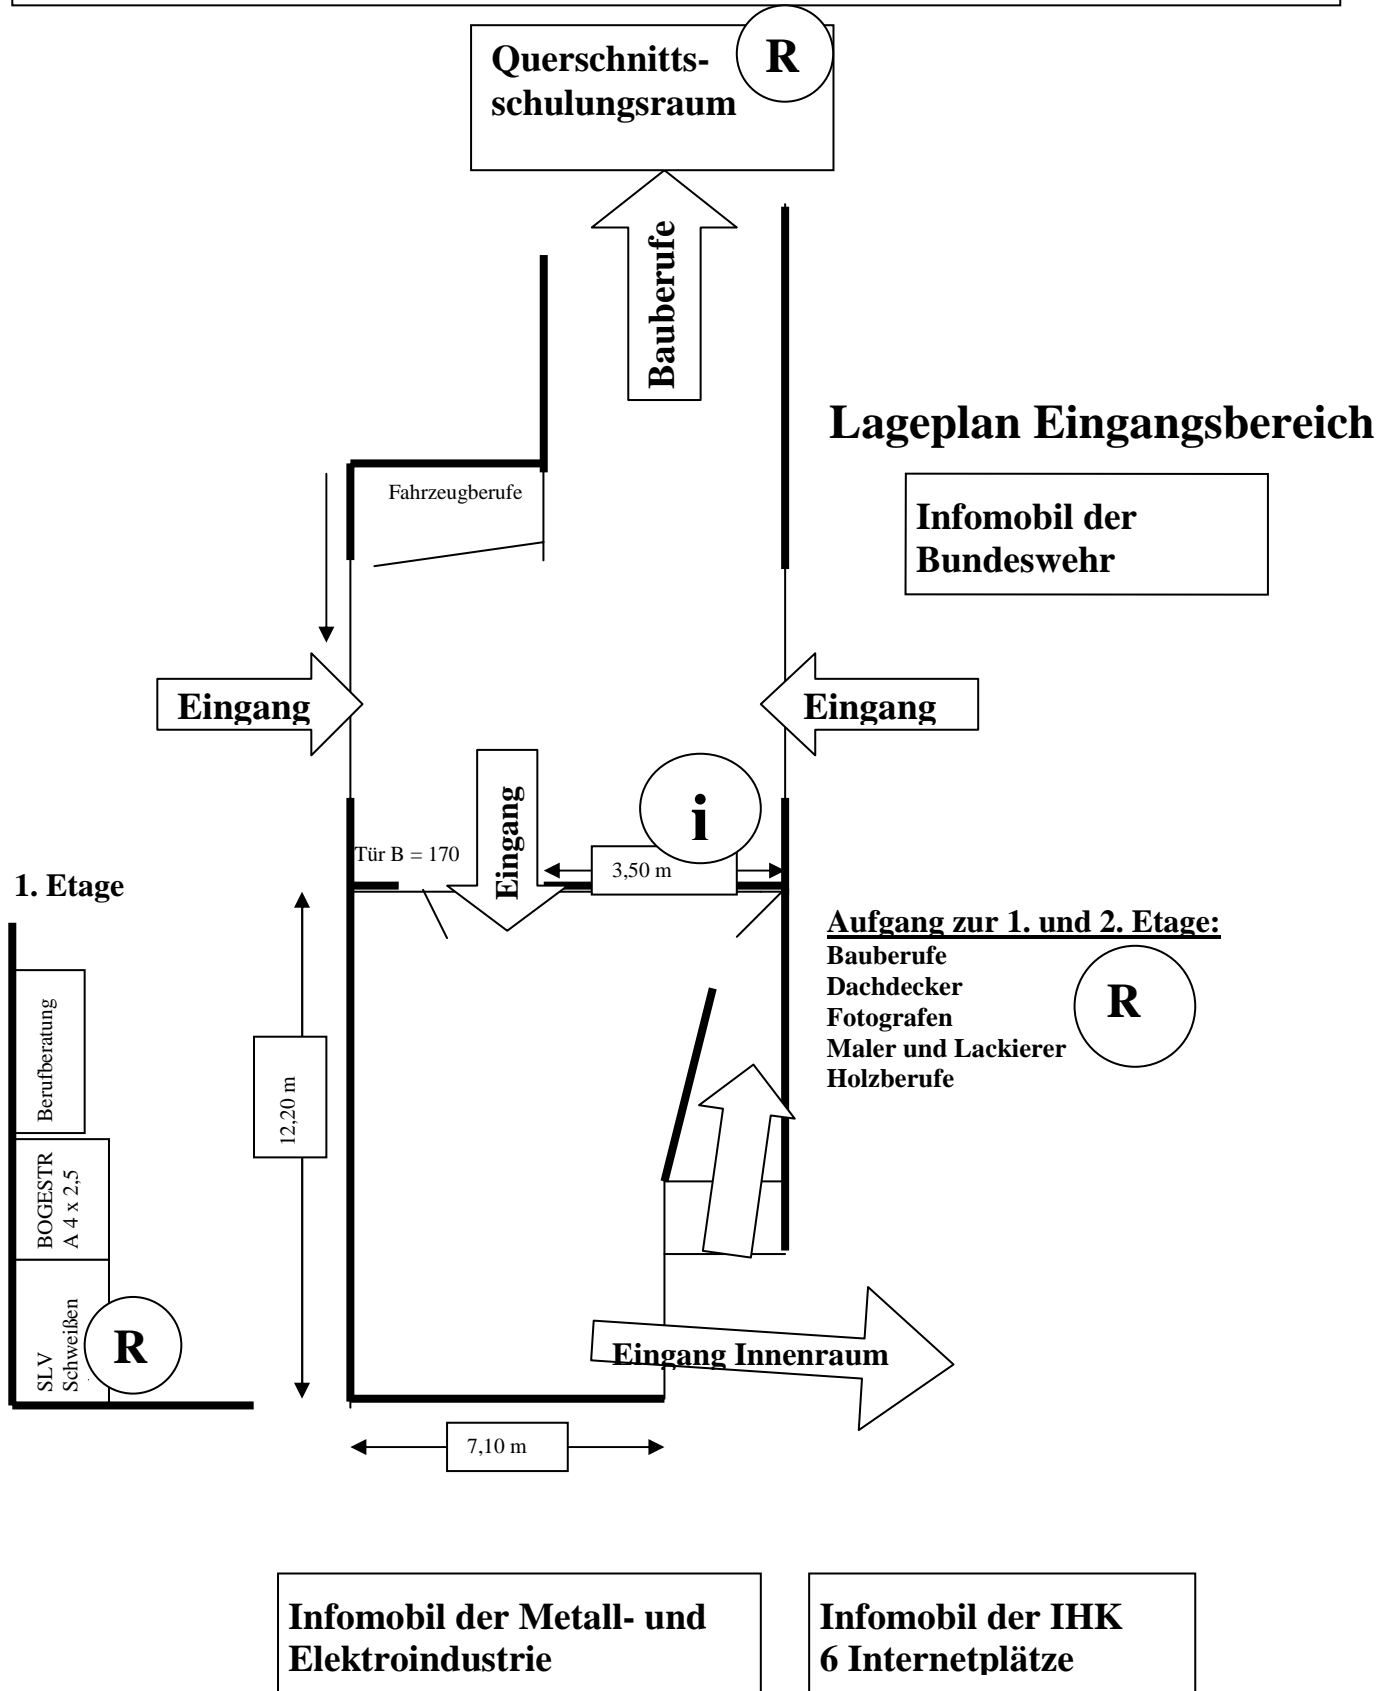 Querschnitts-
schulungsraum
R
Bauberufe
Lageplan Eingangsbereich
Fahrzeugberufe
Infomobil der
Bundeswehr
Eingang
Eingang
Eingang
i
Tür B = 170
3,50 m
1. Etage
Aufgang zur 1. und 2. Etage:
Bauberufe
Dachdecker
Fotografen
Maler und Lackierer
Holzberufe
R
Berufberatung
12,20 m
BOGESTR
A 4 x 2,5
SLV
Schweißen
R
Eingang Innenraum
7,10 m
Infomobil der Metall- und
Elektroindustrie
Infomobil der IHK
6 Internetplätze